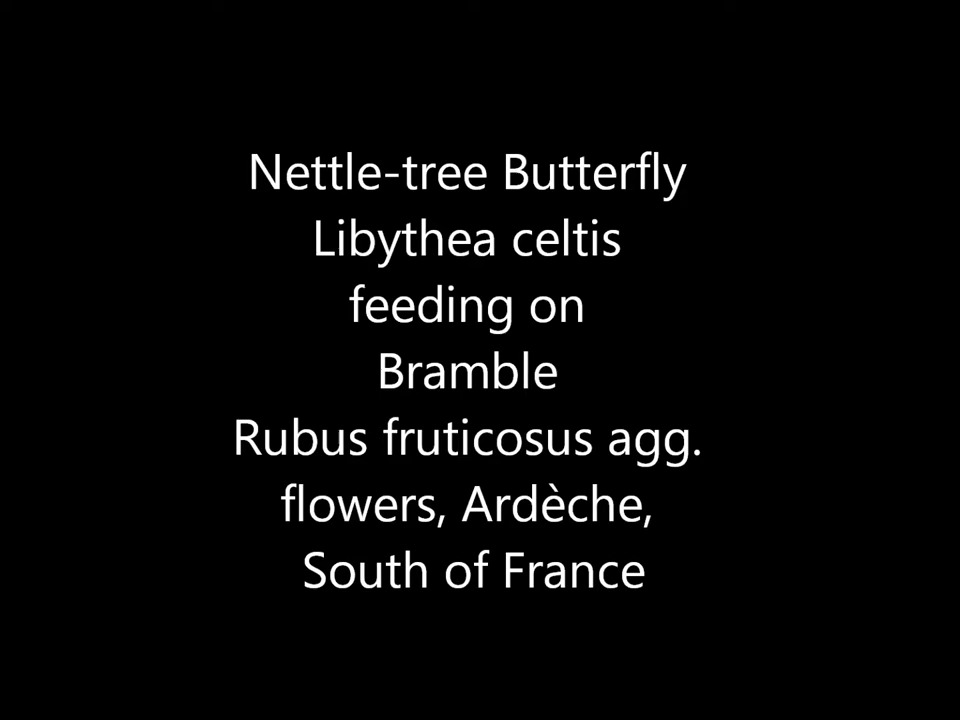 Nettle-tree Butterfly
Libythea celtis
feeding on
Bramble
Rubus fruticosus agg.
flowers, Ardèche,
South of France